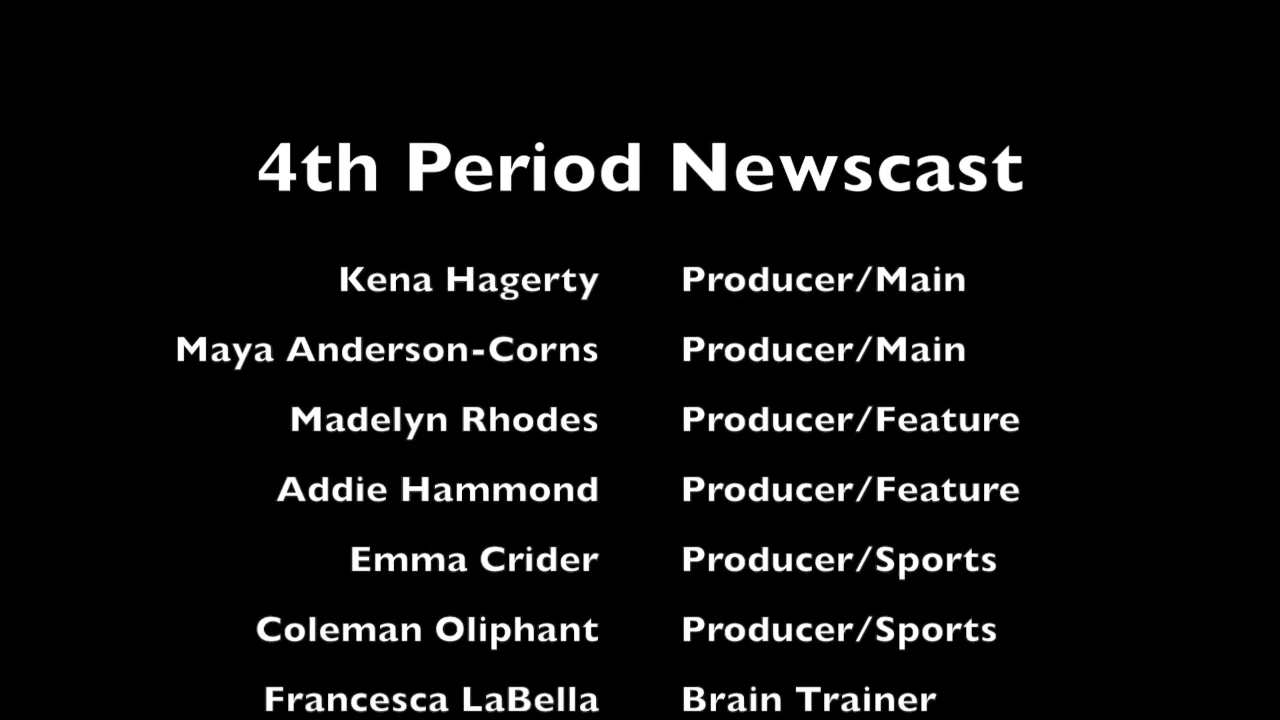 4th Period Newscast
Kena Hagerty Producer/Main
Maya Anderson-Corns Producer/Main
Madelyn Rhodes Producer/Feature
Addie Hammond Producer/Feature
Emma Crider Producer/Sports
Coleman Oliphant Producer/Sports
Francesca LaBella Brain Trainer